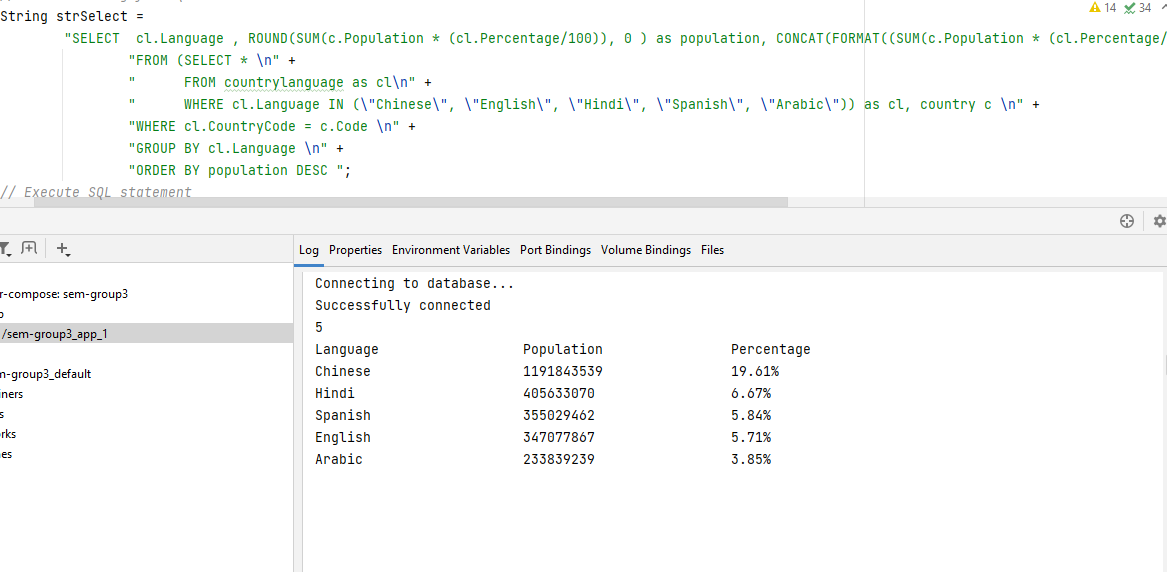 ⚠ 14 ✔ 34
String strSelect =
"SELECT  cl.Language , ROUND(SUM(c.Population * (cl.Percentage/100)), 0 ) as population, CONCAT(FORMAT((SUM(c.Population * (cl.Percentage/
"FROM (SELECT * \n" +
"      FROM countrylanguage as cl\n" +
"      WHERE cl.Language IN (\"Chinese\", \"English\", \"Hindi\", \"Spanish\", \"Arabic\")) as cl, country c \n" +
"WHERE cl.CountryCode = c.Code \n" +
"GROUP BY cl.Language \n" +
"ORDER BY population DESC ";
// Execute SQL statement
Log Properties Environment Variables Port Bindings Volume Bindings Files
r-compose: sem-group3
/sem-group3_app_1
m-group3_default
iners
s
orks
es
Connecting to database...
Successfully connected
5
Language Population Percentage
Chinese 1191843539 19.61%
Hindi 405633070 6.67%
Spanish 355029462 5.84%
English 347077867 5.71%
Arabic 233839239 3.85%